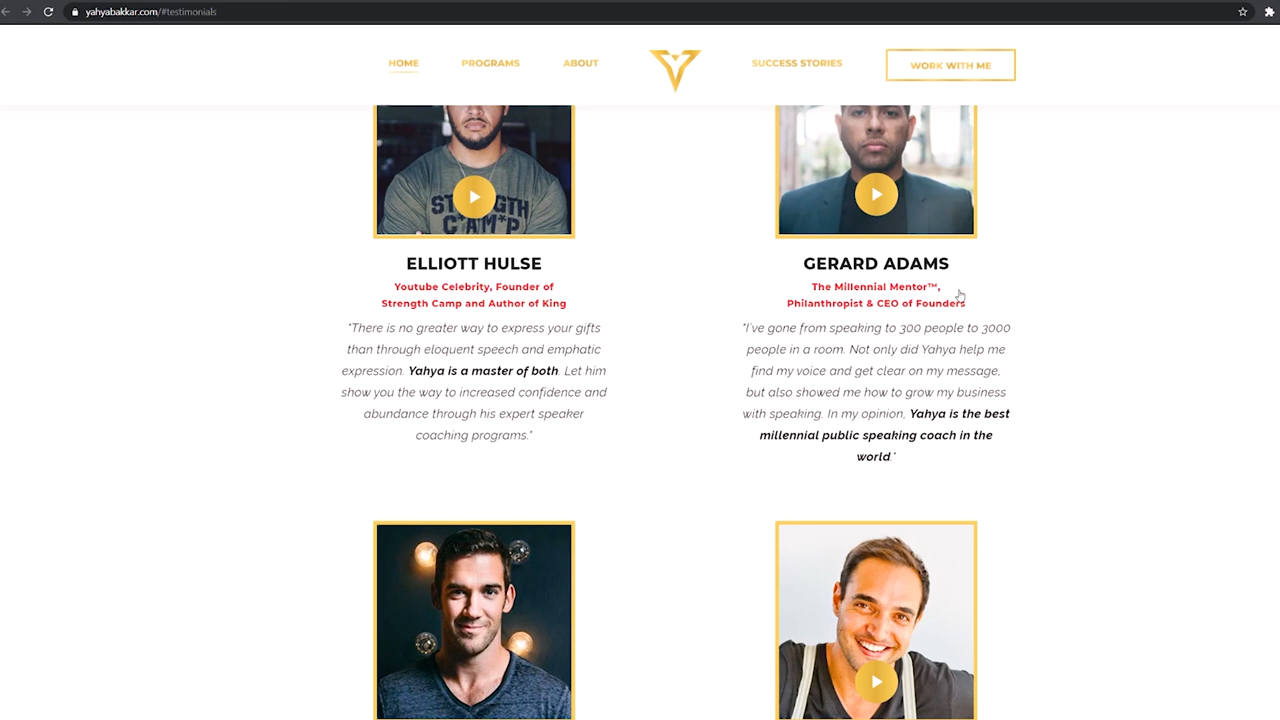 yahyabakkar.com/#testimonials
HOME
PROGRAMS
ABOUT
SUCCESS STORIES
WORK WITH ME
STRENGTH
C*A*M*P
ELLIOTT HULSE
Youtube Celebrity, Founder of
Strength Camp and Author of King
"There is no greater way to express your gifts
than through eloquent speech and emphatic
expression. Yahya is a master of both. Let him
show you the way to increased confidence and
abundance through his expert speaker
coaching programs."
GERARD ADAMS
The Millennial Mentor™,
Philanthropist & CEO of Founders
"I've gone from speaking to 300 people to 3000
people in a room. Not only did Yahya help me
find my voice and get clear on my message,
but also showed me how to grow my business
with speaking. In my opinion, Yahya is the best
millennial public speaking coach in the
world."